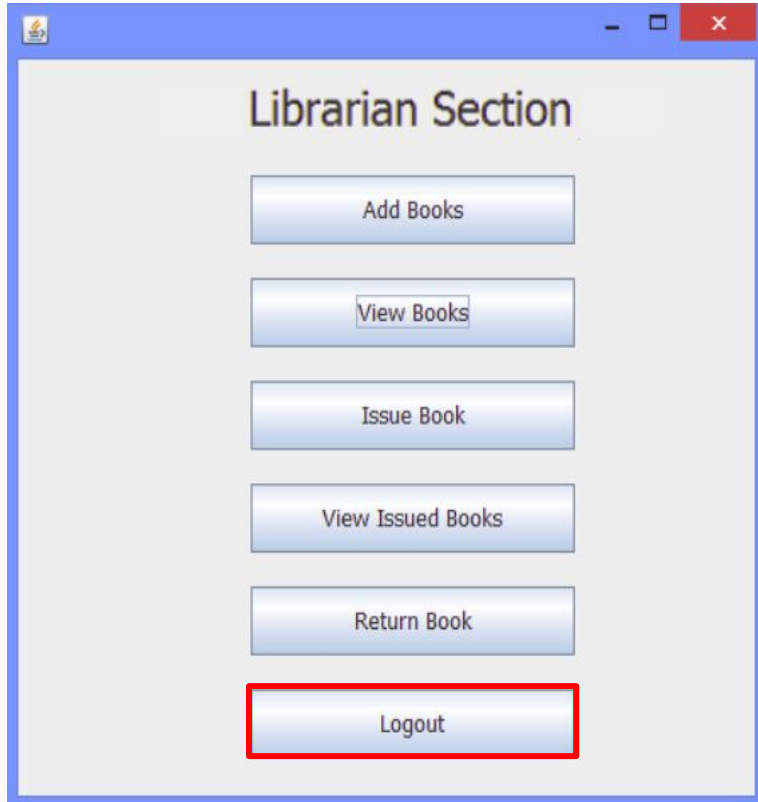 Librarian Section
Add Books
View Books
Issue Book
View Issued Books
Return Book
Logout